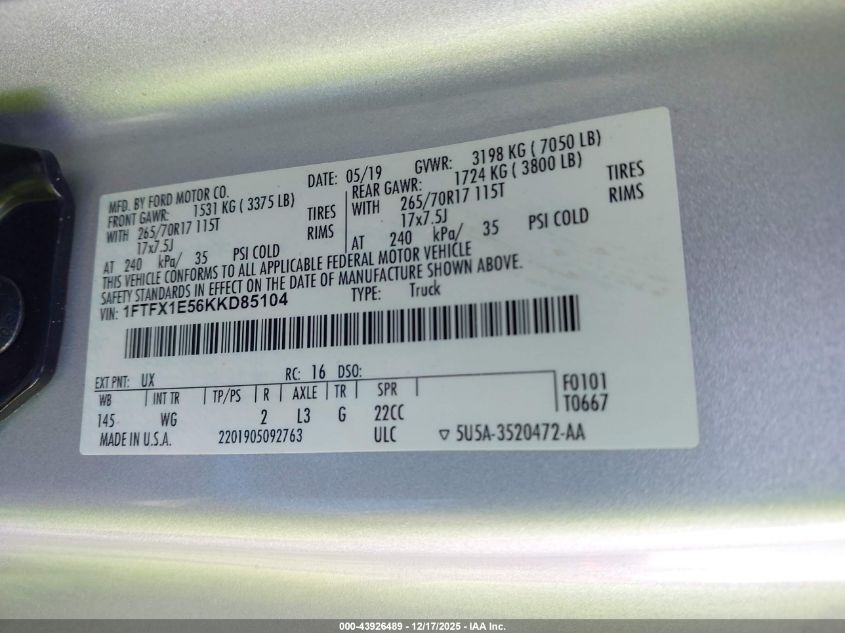 MFD. BY FORD MOTOR CO. DATE: 05/19 GVWR: 3198 KG ( 7050 LB)
FRONT GAWR: 1531 KG ( 3375 LB) REAR GAWR: 1724 KG ( 3800 LB)
WITH 265/70R17 115T TIRES WITH 265/70R17 115T TIRES
17x7.5J RIMS 17x7.5J RIMS
AT 240 kPa/ 35 PSI COLD AT 240 kPa/ 35 PSI COLD
THIS VEHICLE CONFORMS TO ALL APPLICABLE FEDERAL MOTOR VEHICLE
SAFETY STANDARDS IN EFFECT ON THE DATE OF MANUFACTURE SHOWN ABOVE.
VIN: 1FTFX1E56KKD85104 TYPE: Truck
EXT PNT: UX RC: 16 DSO:
WB INT TR TP/PS R AXLE TR SPR F0101
145 WG 2 L3 G 22CC T0667
MADE IN U.S.A. 2201905092763 ULC ▽ 5U5A-3520472-AA
000-43926489 - 12/17/2025 - IAA Inc.